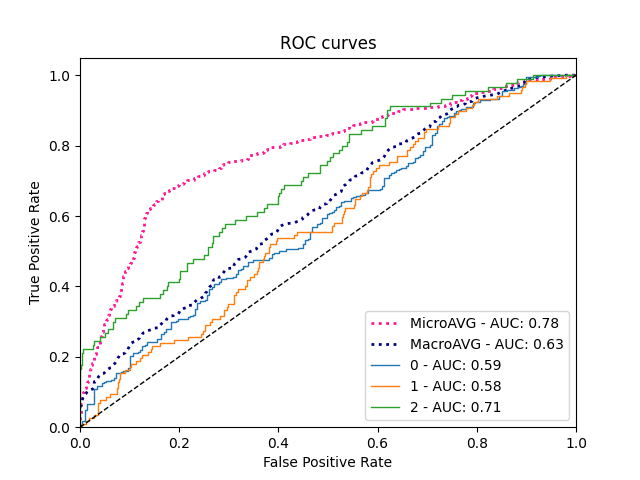 ROC curves
True Positive Rate
1.0
0.8
0.6
0.4
0.2
0.0
0.0 0.2 0.4 0.6 0.8 1.0
False Positive Rate
MicroAVG - AUC: 0.78
MacroAVG - AUC: 0.63
0 - AUC: 0.59
1 - AUC: 0.58
2 - AUC: 0.71